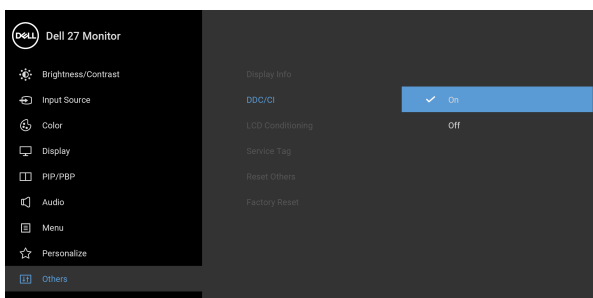 DELL
Dell 27 Monitor
Brightness/Contrast
Input Source
Color
Display
PIP/PBP
Audio
Menu
Personalize
Others
Display Info
DDC/CI
LCD Conditioning
Service Tag
Reset Others
Factory Reset
On
Off